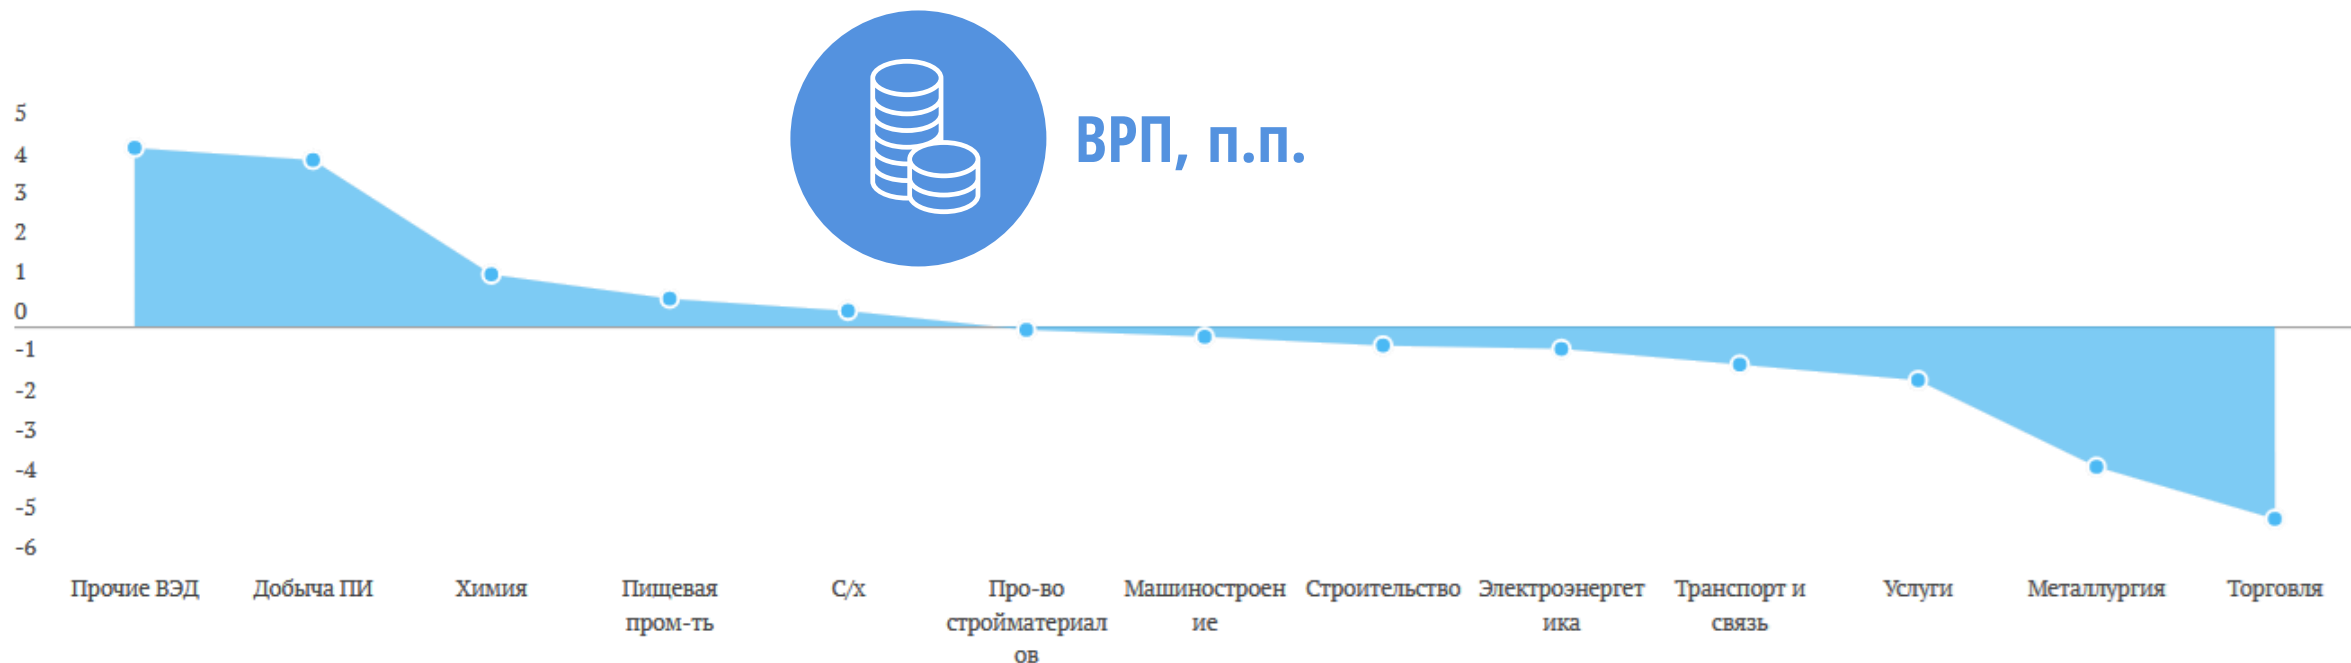 ВРП, п.п.
5
4
3
2
1
0
-1
-2
-3
-4
-5
-6
Прочие ВЭД
Добыча ПИ
Химия
Пищевая
пром-ть
С/х
Про-во
стройматериал
ов
Машиностроен
ие
Строительство
Электроэнергет
ика
Транспорт и
связь
Услуги
Металлургия
Торговля